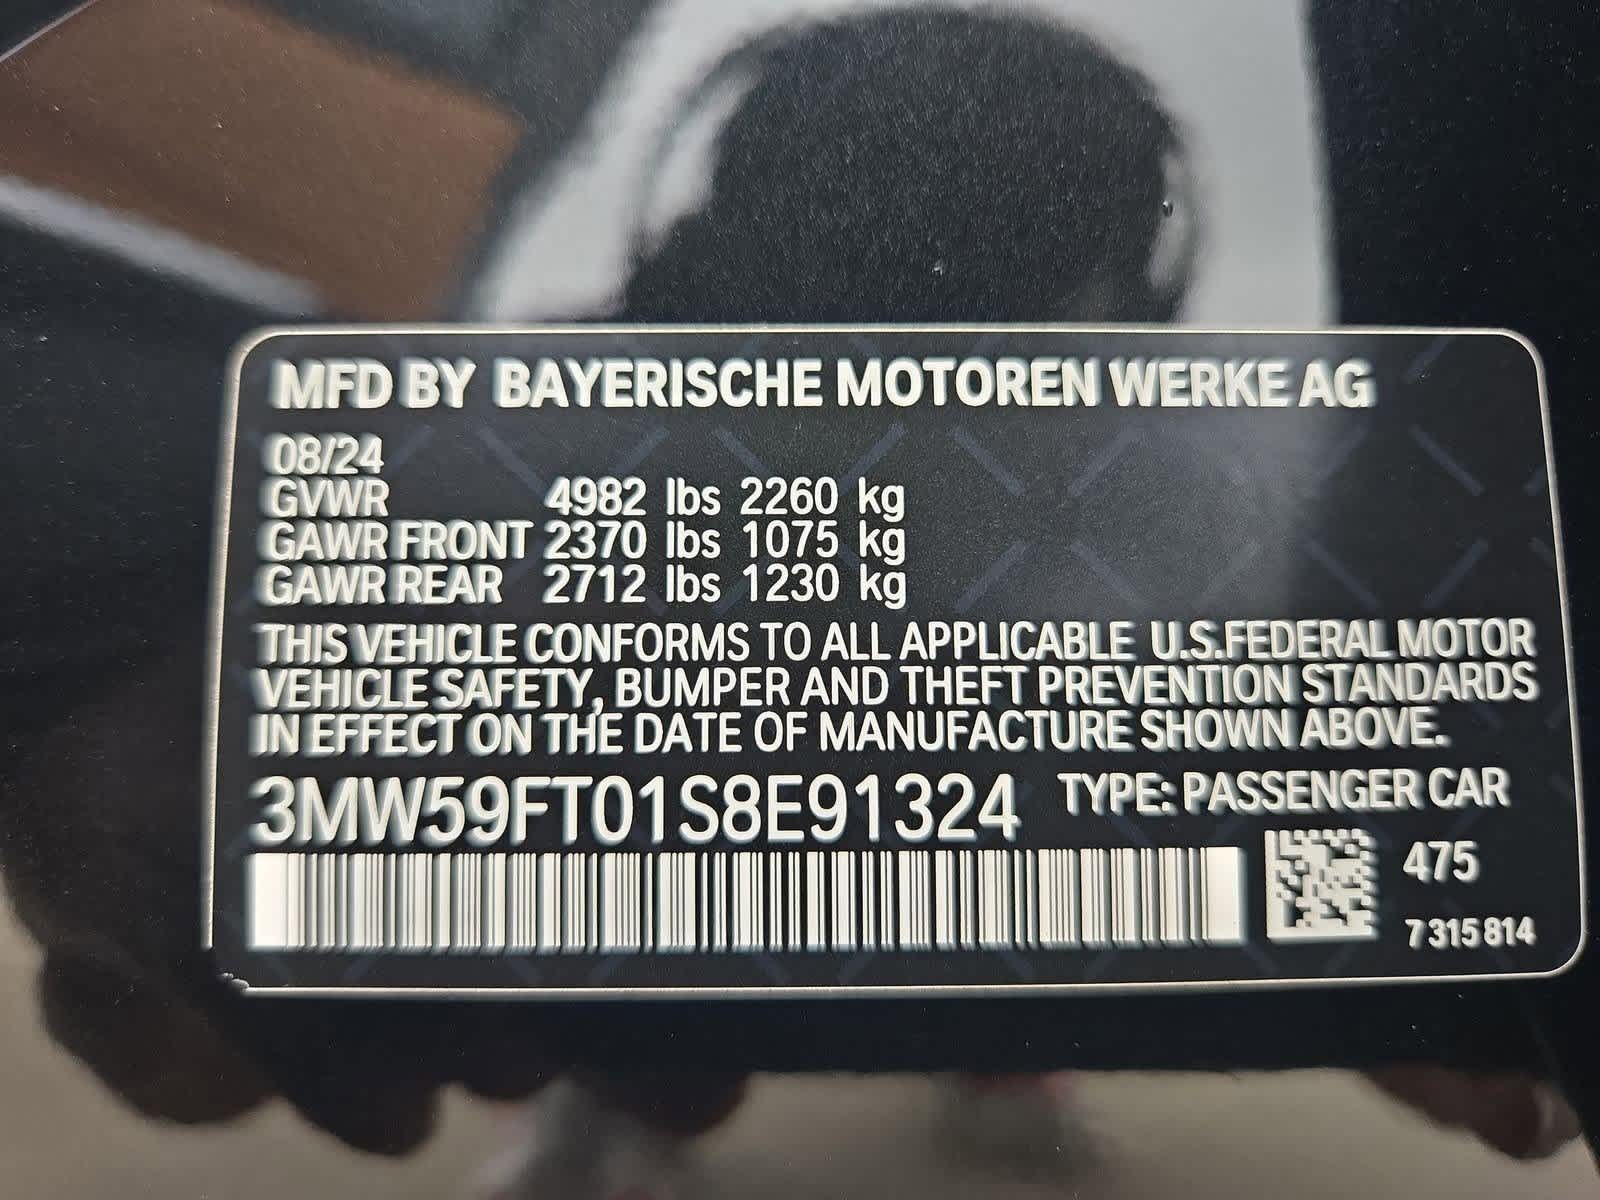 MFD BY BAYERISCHE MOTOREN WERKE AG
08/24
GVWR 4982 lbs 2260 kg
GAWR FRONT 2370 lbs 1075 kg
GAWR REAR 2712 lbs 1230 kg
THIS VEHICLE CONFORMS TO ALL APPLICABLE U.S.FEDERAL MOTOR
VEHICLE SAFETY, BUMPER AND THEFT PREVENTION STANDARDS
IN EFFECT ON THE DATE OF MANUFACTURE SHOWN ABOVE.
3MW59FT01S8E91324 TYPE: PASSENGER CAR
475
7 315 814